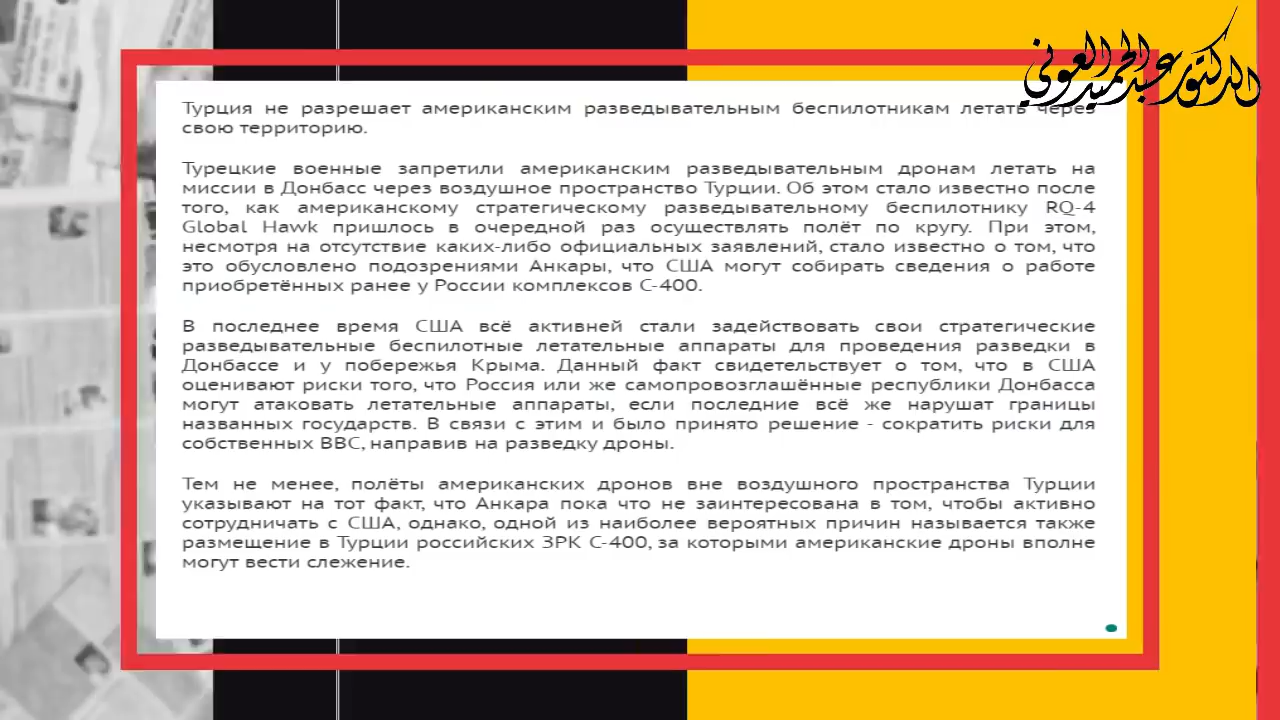 الدكتور عبدالحميد العوني
Турция не разрешает американским разведывательным беспилотникам летать через
свою территорию.
Турецкие военные запретили американским разведывательным дронам летать на
миссии в Донбасс через воздушное пространство Турции. Об этом стало известно после
того, как американскому стратегическому разведывательному беспилотнику RQ-4
Global Hawk пришлось в очередной раз осуществлять полёт по кругу. При этом,
несмотря на отсутствие каких-либо официальных заявлений, стало известно о том, что
это обусловлено подозрениями Анкары, что США могут собирать сведения о работе
приобретённых ранее у России комплексов С-400.
В последнее время США всё активней стали задействовать свои стратегические
разведывательные беспилотные летательные аппараты для проведения разведки в
Донбассе и у побережья Крыма. Данный факт свидетельствует о том, что в США
оценивают риски того, что Россия или же самопровозглашённые республики Донбасса
могут атаковать летательные аппараты, если последние всё же нарушат границы
названных государств. В связи с этим и было принято решение - сократить риски для
собственных ВВС, направив на разведку дроны.
Тем не менее, полёты американских дронов вне воздушного пространства Турции
указывают на тот факт, что Анкара пока что не заинтересована в том, чтобы активно
сотрудничать с США, однако, одной из наиболее вероятных причин называется также
размещение в Турции российских ЗРК С-400, за которыми американские дроны вполне
могут вести слежение.